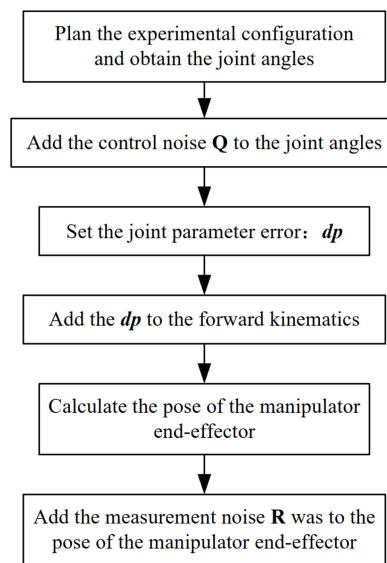 Plan the experimental configuration
and obtain the joint angles
Add the control noise Q to the joint angles
Set the joint parameter error：dp
Add the dp to the forward kinematics
Calculate the pose of the manipulator
end-effector
Add the measurement noise R was to the
pose of the manipulator end-effector